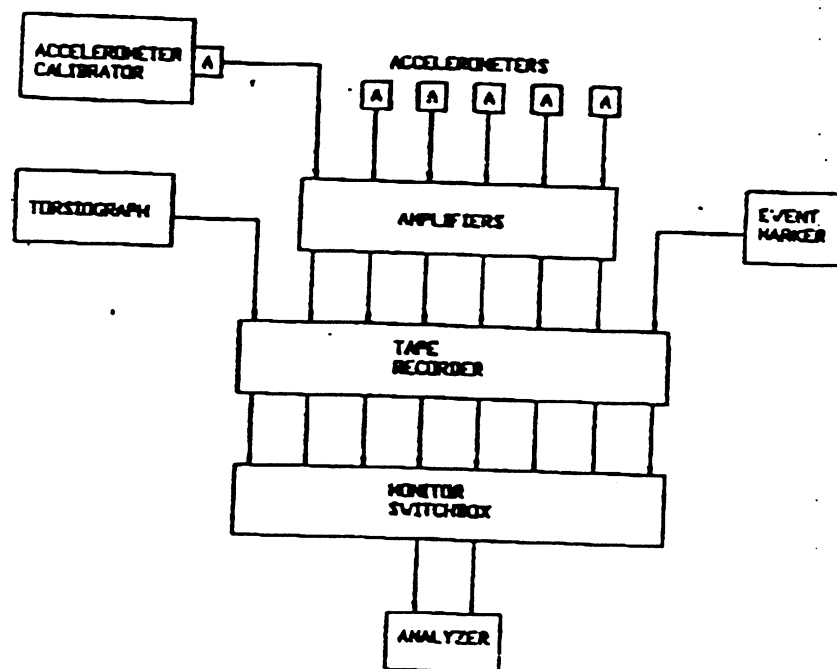 ACCELEROMETER
CALIBRATOR
A
ACCELEROMETERS
A
A
A
A
A
TORSIOGRAPH
AMPLIFIERS
EVENT
MARKER
TAPE
RECORDER
MONITOR
SWITCHBOX
ANALYZER